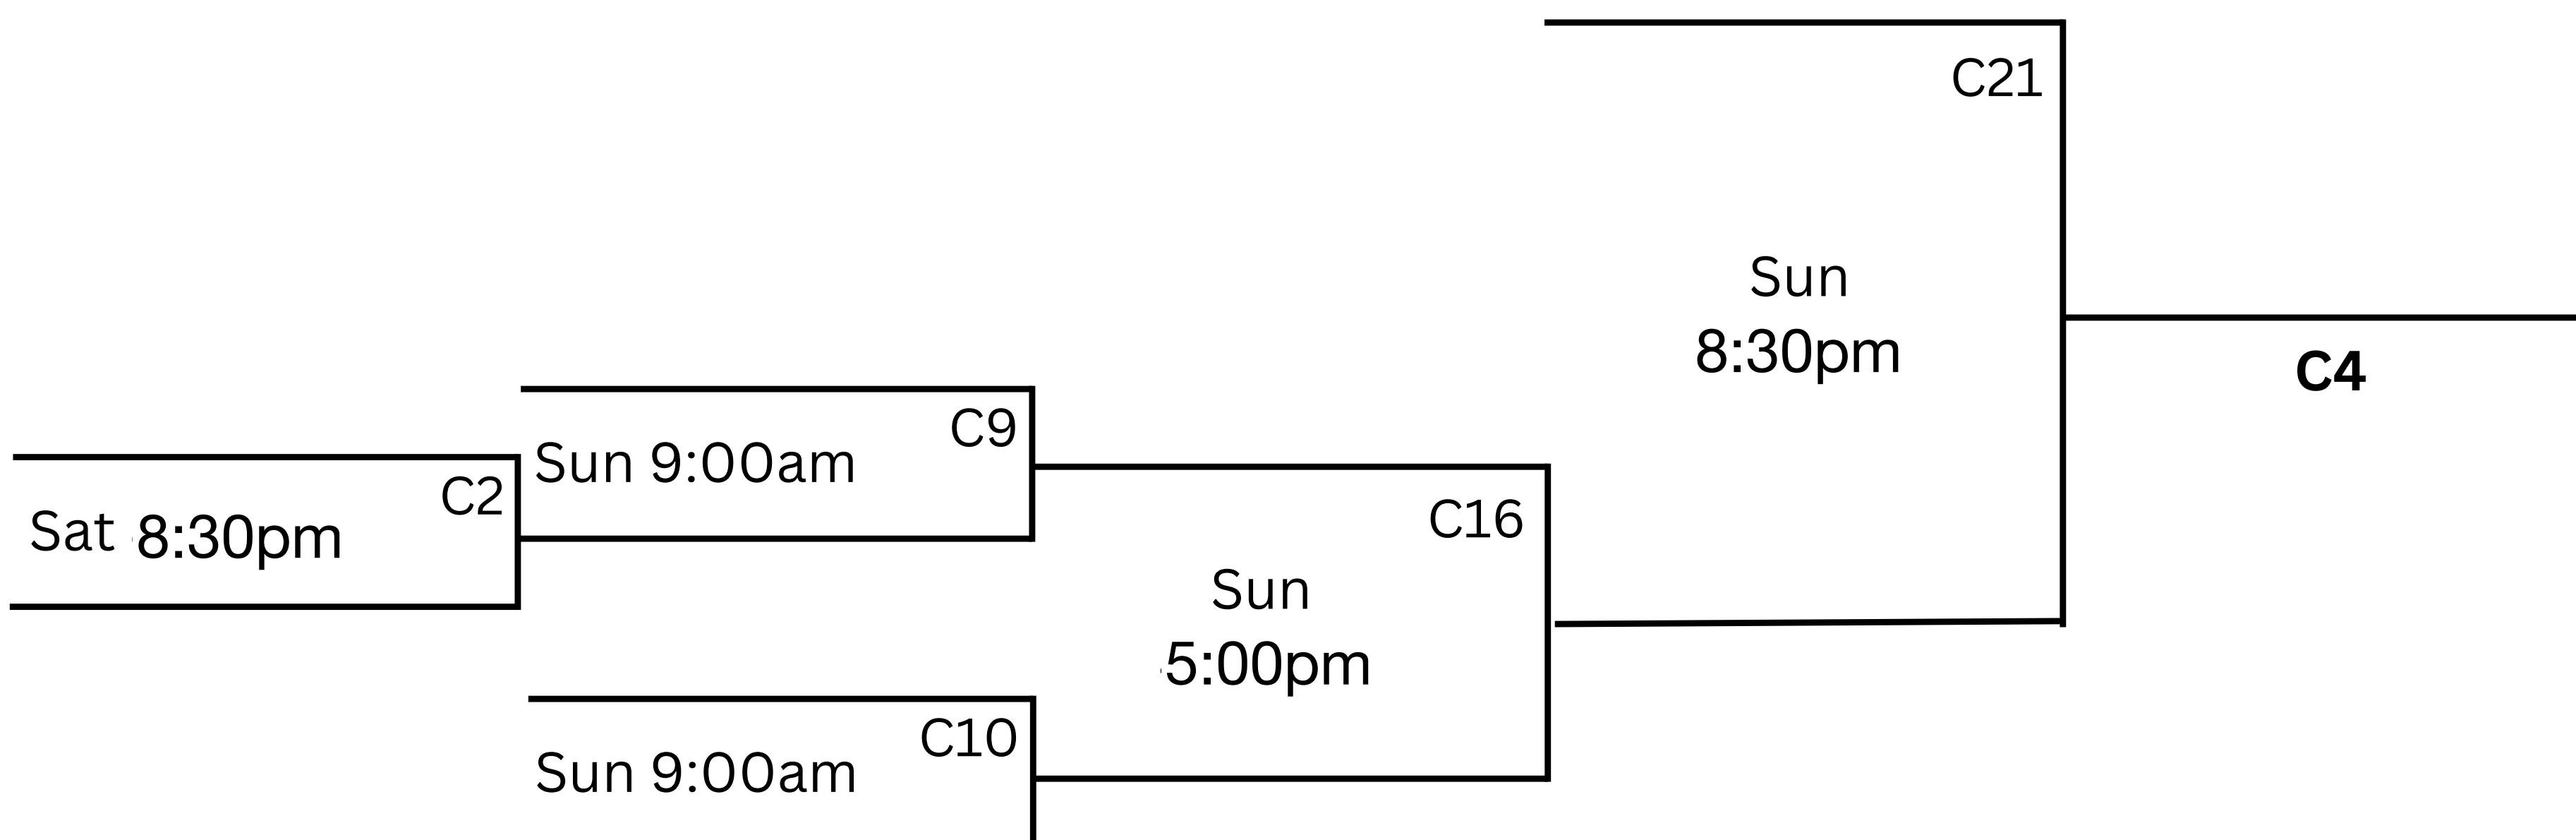 C21
Sun
8:30pm
C4
C9
Sun 9:00am
C2
Sat 8:30pm
C16
Sun
5:00pm
C10
Sun 9:00am